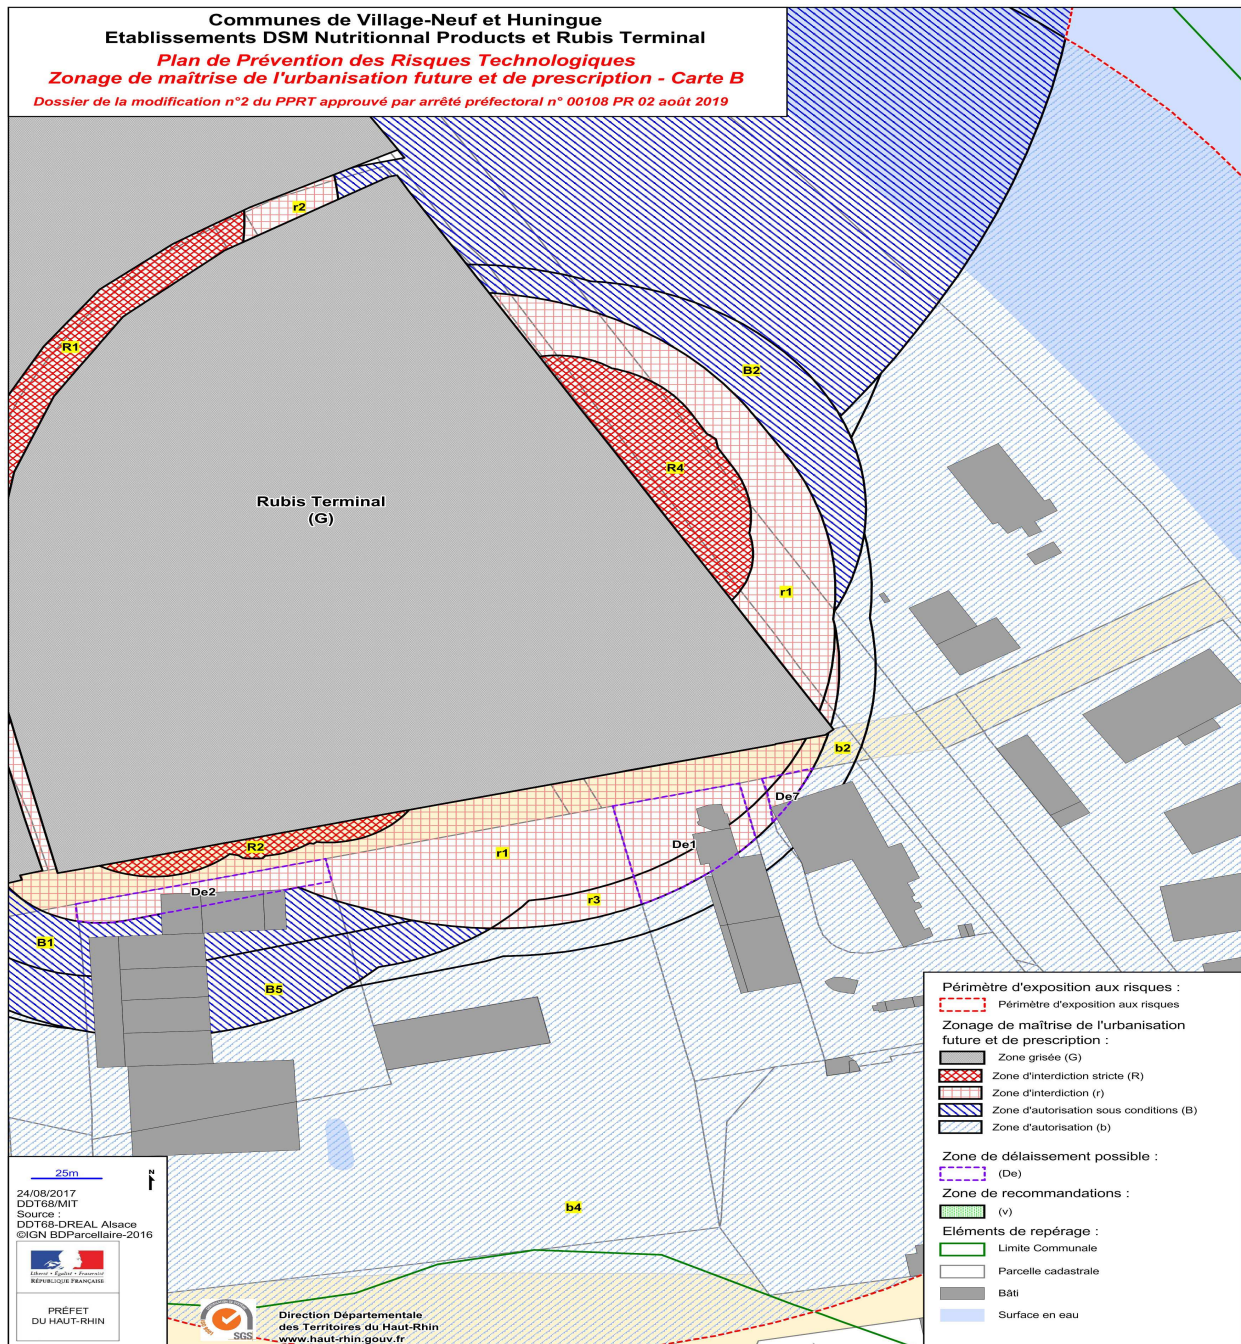 Communes de Village-Neuf et Huningue
Etablissements DSM Nutritionnal Products et Rubis Terminal
Plan de Prévention des Risques Technologiques
Zonage de maîtrise de l'urbanisation future et de prescription - Carte B
Dossier de la modification n°2 du PPRT approuvé par arrêté préfectoral n° 00108 PR 02 août 2019
r2
R1
B2
R4
Rubis Terminal
(G)
r1
b2
De7
De1
R2
r1
De2
r3
B1
B5
b4
Périmètre d'exposition aux risques :
Périmètre d'exposition aux risques
Zonage de maîtrise de l'urbanisation
future et de prescription :
Zone grisée (G)
Zone d'interdiction stricte (R)
Zone d'interdiction (r)
Zone d'autorisation sous conditions (B)
Zone d'autorisation (b)
Zone de délaissement possible :
(De)
Zone de recommandations :
(v)
Eléments de repérage :
Limite Communale
Parcelle cadastrale
Bâti
Surface en eau
25m
N
24/08/2017
DDT68/MIT
Source :
DDT68-DREAL Alsace
©IGN BDParcellaire-2016
Liberté • Égalité • Fraternité
RÉPUBLIQUE FRANÇAISE
PRÉFET
DU HAUT-RHIN
SGS
Direction Départementale
des Territoires du Haut-Rhin
www.haut-rhin.gouv.fr